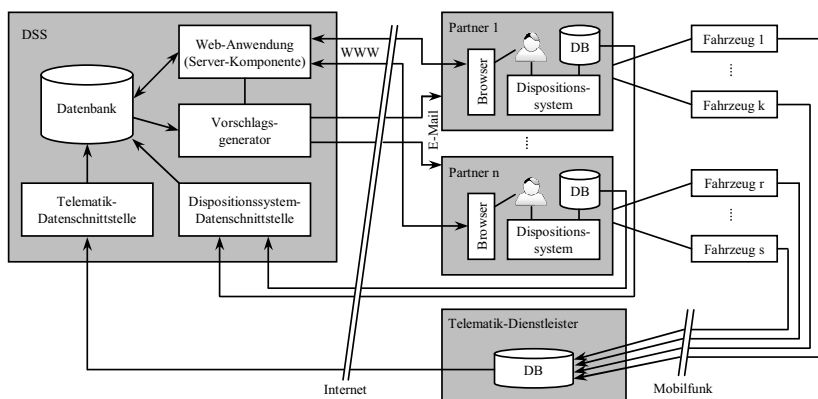 DSS
Web-Anwendung
(Server-Komponente)
Datenbank
Vorschlags-
generator
Telematik-
Datenschnittstelle
Dispositionssystem-
Datenschnittstelle
WWW
E-Mail
Internet
Partner 1
Browser
DB
Dispositions-
system
Partner n
Browser
DB
Dispositions-
system
Fahrzeug 1
Fahrzeug k
Fahrzeug r
Fahrzeug s
Telematik-Dienstleister
DB
Mobilfunk